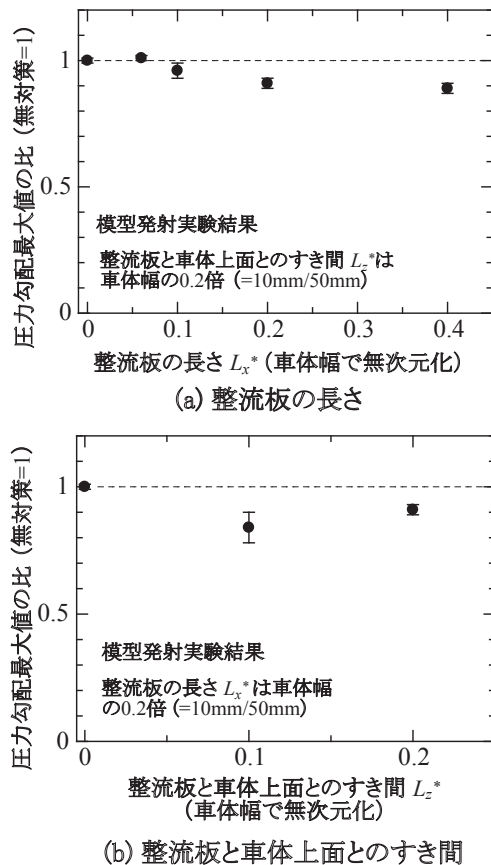 圧力勾配最大値の比 (無対策=1)
1
0.5
0
模型発射実験結果
整流板と車体上面とのすき間 Lz*は
車体幅の0.2倍 (=10mm/50mm)
0 0.1 0.2 0.3 0.4
整流板の長さ Lx* (車体幅で無次元化)
(a) 整流板の長さ
圧力勾配最大値の比 (無対策=1)
1
0.5
0
模型発射実験結果
整流板の長さ Lx*は車体幅
の0.2倍 (=10mm/50mm)
0 0.1 0.2
整流板と車体上面とのすき間 Lz*
(車体幅で無次元化)
(b) 整流板と車体上面とのすき間